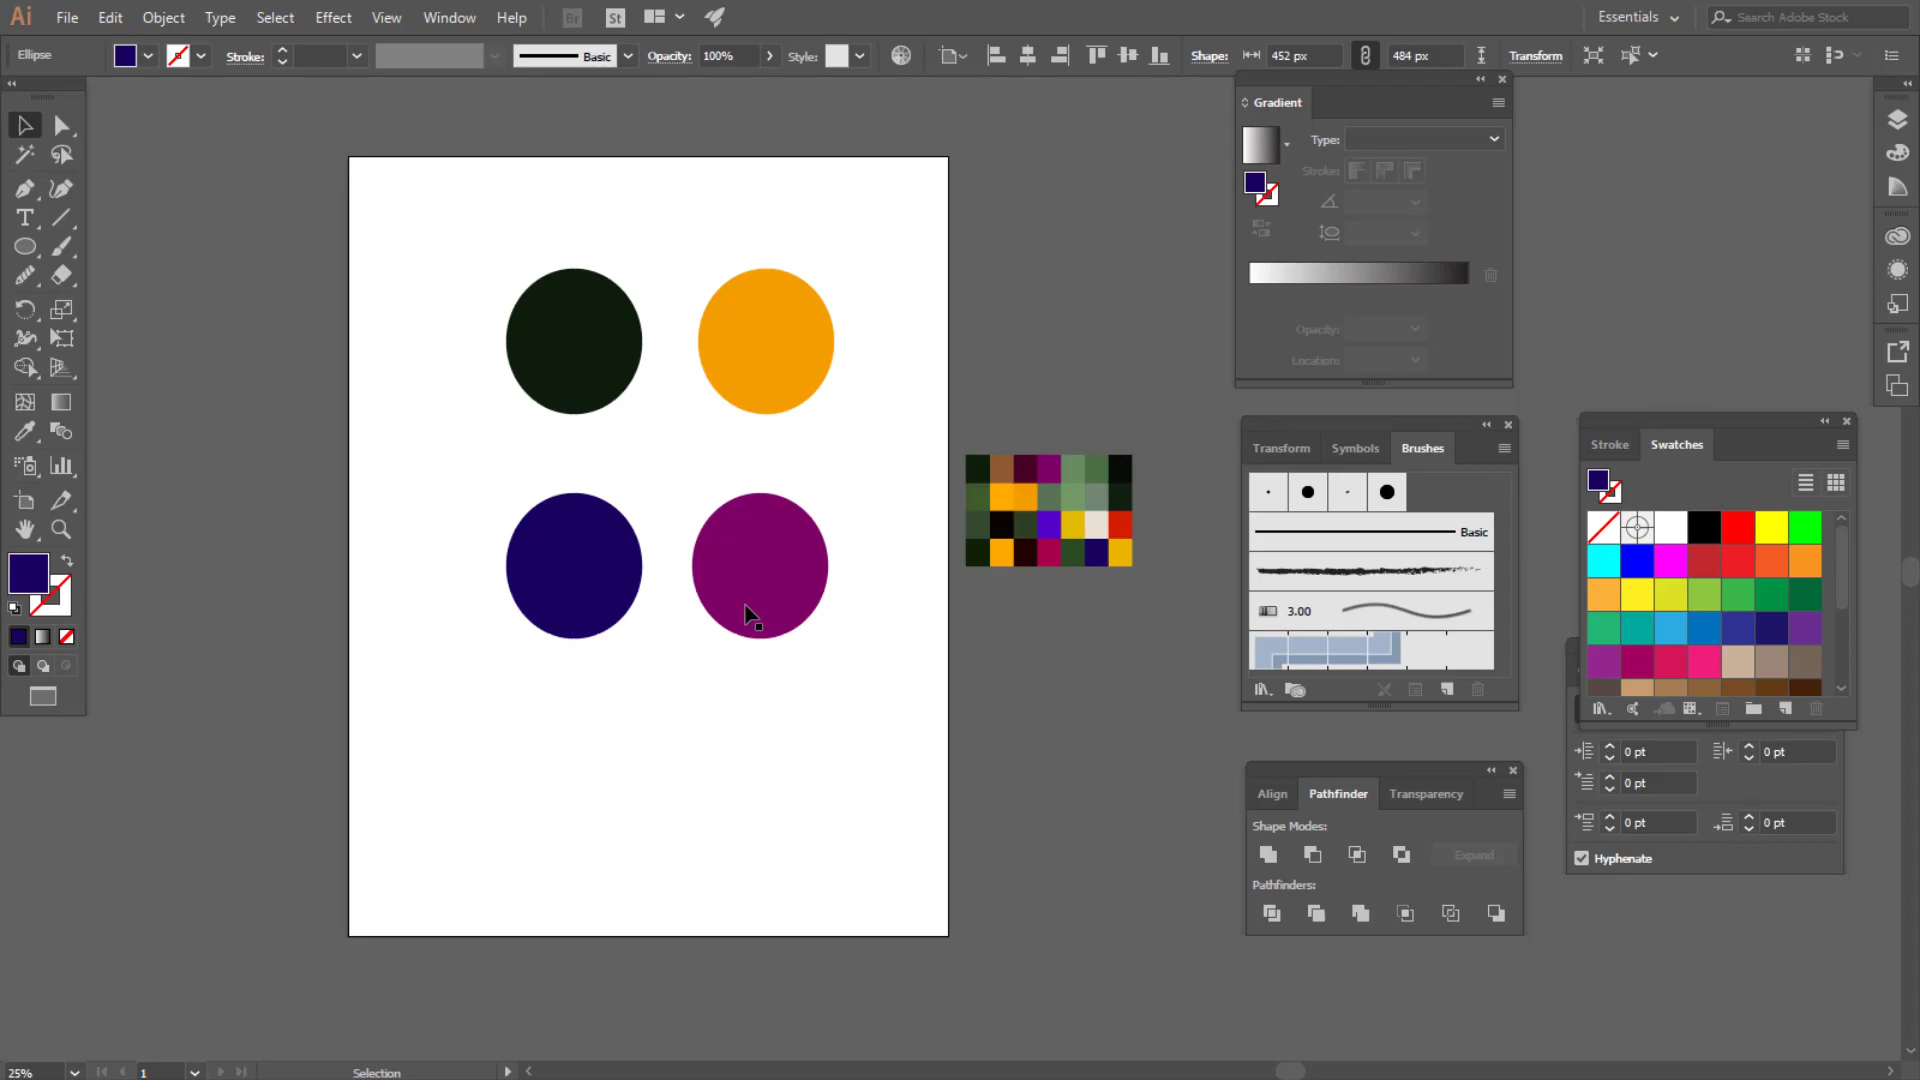 Ai File Edit Object Type Select Effect View Window Help Br St Essentials Search Adobe Stock
Ellipse Stroke: Basic Opacity: 100% Style: Shape: 452 px 484 px Transform
Gradient
Type:
Stroke:
Opacity:
Location:
Transform Symbols Brushes
Basic
3.00
Stroke Swatches
Align Pathfinder Transparency
Shape Modes:
Expand
Pathfinders:
0 pt 0 pt
0 pt
0 pt 0 pt
Hyphenate
25% 1 Selection